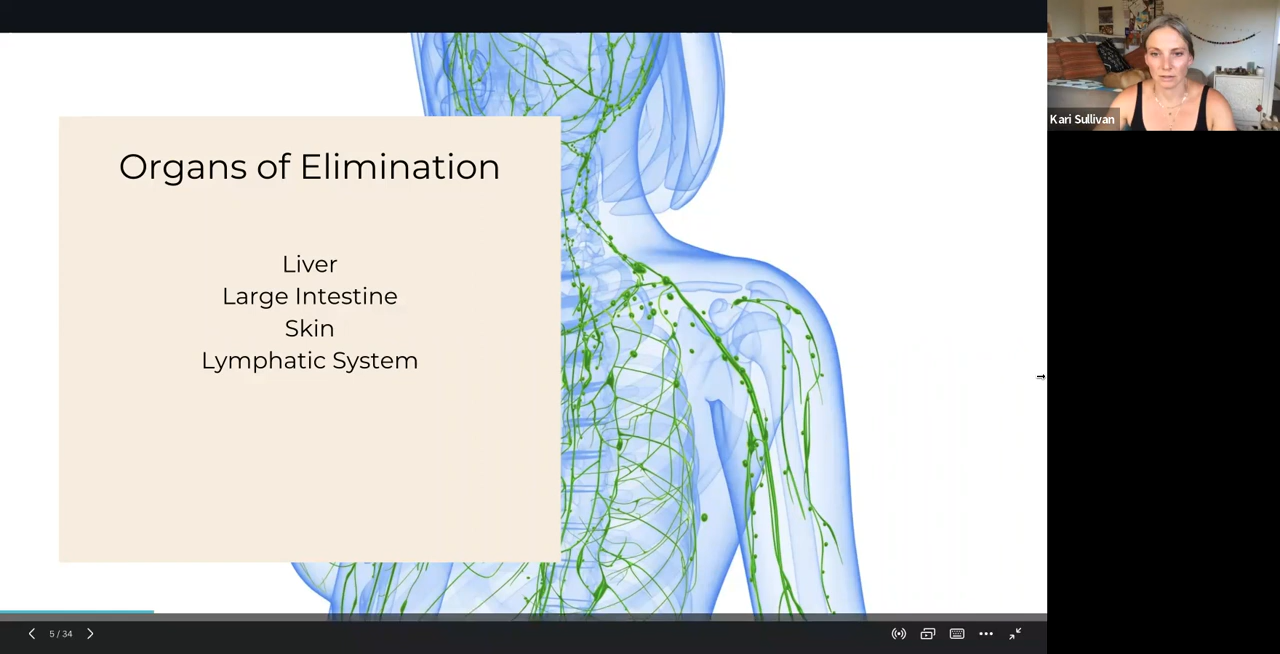 Organs of Elimination
Liver
Large Intestine
Skin
Lymphatic System
Kari Sullivan
5 / 34